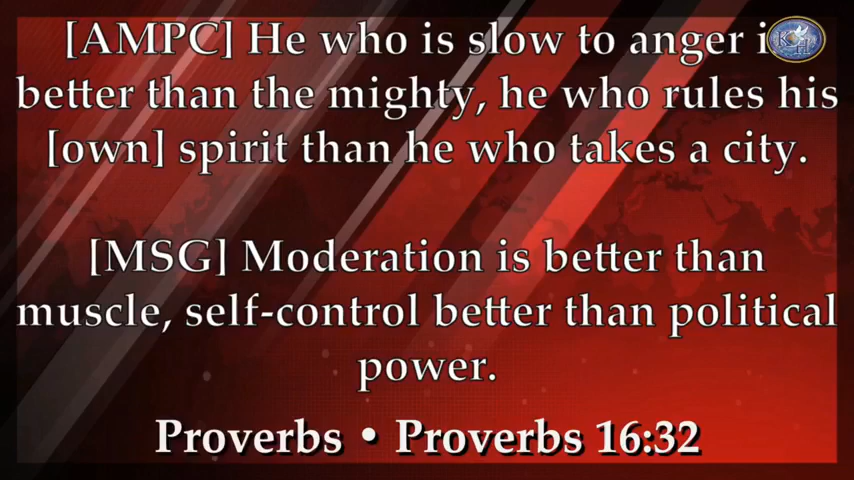 [AMPC] He who is slow to anger
better than the mighty, he who rules his
[own] spirit than he who takes a city.
[MSG] Moderation is better than
muscle, self-control better than political
power.
Proverbs • Proverbs 16:32